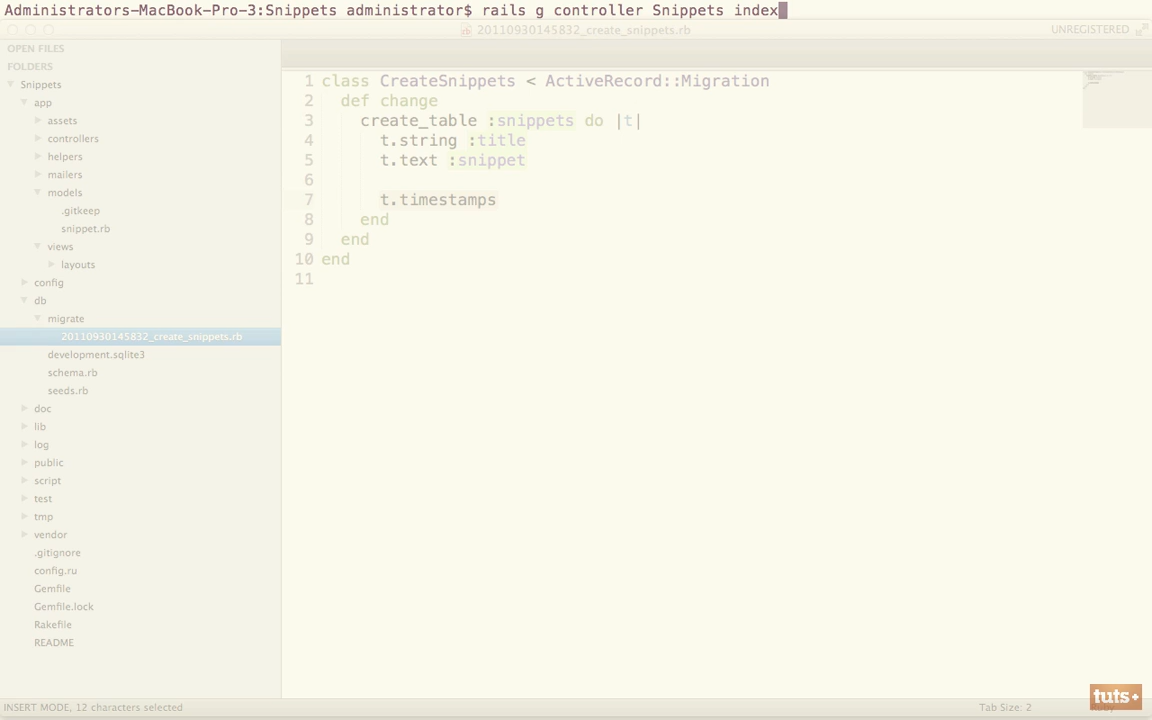 Administrators-MacBook-Pro-3:Snippets administrator$ rails g controller Snippets index
20110930145832_create_snippets.rb
UNREGISTERED
OPEN FILES
FOLDERS
Snippets
app
assets
controllers
helpers
mailers
models
.gitkeep
snippet.rb
views
layouts
config
db
migrate
20110930145832_create_snippets.rb
development.sqlite3
schema.rb
seeds.rb
doc
lib
log
public
script
test
tmp
vendor
.gitignore
config.ru
Gemfile
Gemfile.lock
Rakefile
README
1 class CreateSnippets < ActiveRecord::Migration
2 def change
3 create_table :snippets do |t|
4 t.string :title
5 t.text :snippet
6
7 t.timestamps
8 end
9 end
10 end
11
INSERT MODE, 12 characters selected
Tab Size: 2
Ruby
tuts+